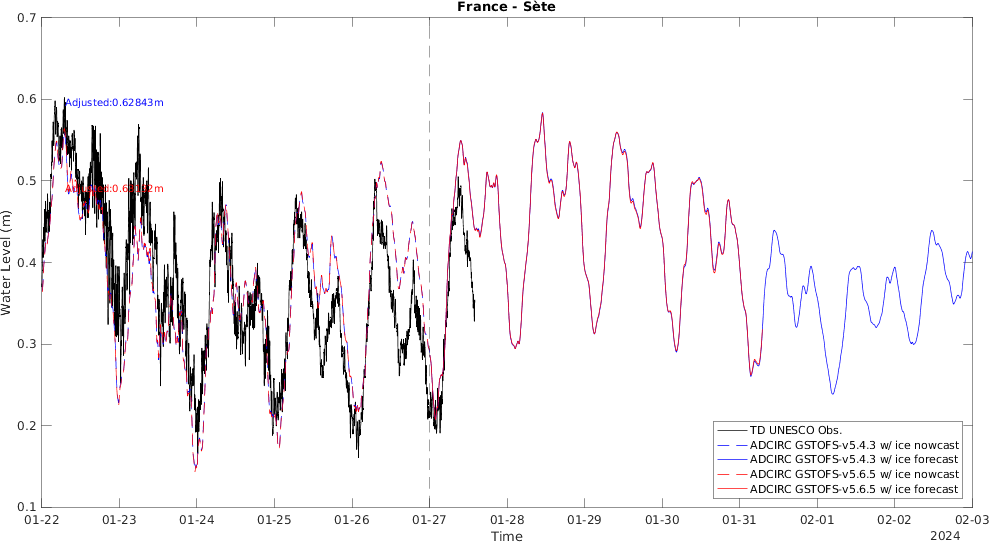 France - Sète
Water Level (m)
0.7
0.6
0.5
0.4
0.3
0.2
0.1
Adjusted:0.62843m
TD UNESCO Obs.
ADCIRC GSTOFS-v5.4.3 w/ ice nowcast
ADCIRC GSTOFS-v5.4.3 w/ ice forecast
ADCIRC GSTOFS-v5.6.5 w/ ice nowcast
ADCIRC GSTOFS-v5.6.5 w/ ice forecast
01-22 01-23 01-24 01-25 01-26 01-27 01-28 01-29 01-30 01-31 02-01 02-02 02-03
Time
2024